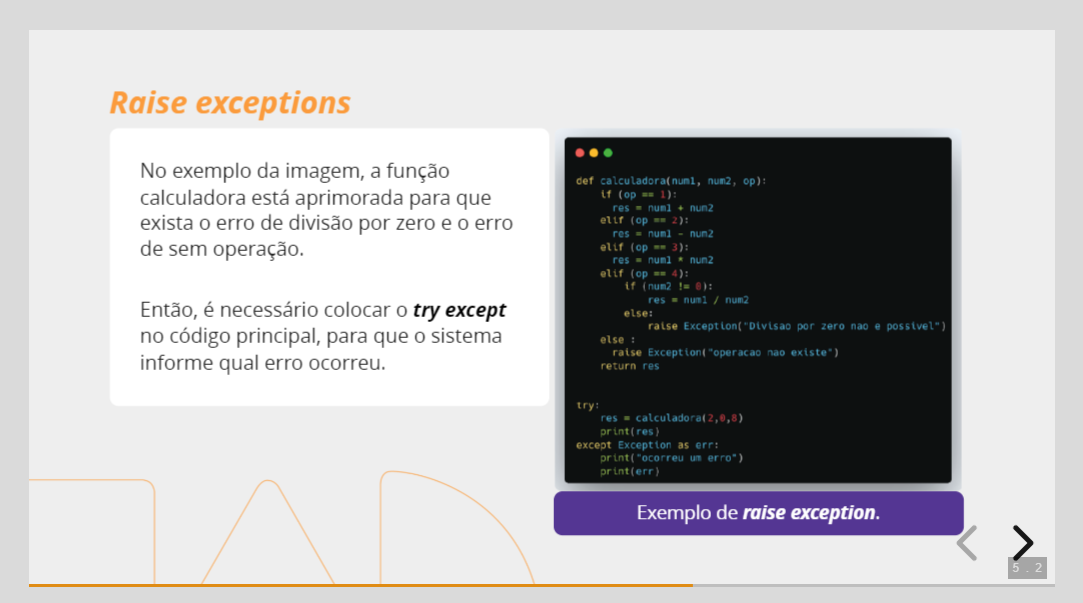 Raise exceptions
No exemplo da imagem, a função
calculadora está aprimorada para que
exista o erro de divisão por zero e o erro
de sem operação.
Então, é necessário colocar o try except
no código principal, para que o sistema
informe qual erro ocorreu.
def calculadora(num1, num2, op):
    if (op == 1):
      res = num1 + num2
    elif (op == 2):
      res = num1 - num2
    elif (op == 3):
      res = num1 * num2
    elif (op == 4):
        if (num2 != 0):
            res = num1 / num2
        else:
            raise Exception("Divisao por zero nao e possivel")
    else :
      raise Exception("operacao nao existe")
    return res
try:
    res = calculadora(2,0,8)
    print(res)
except Exception as err:
    print("ocorreu um erro")
    print(err)
Exemplo de raise exception.
5 . 2